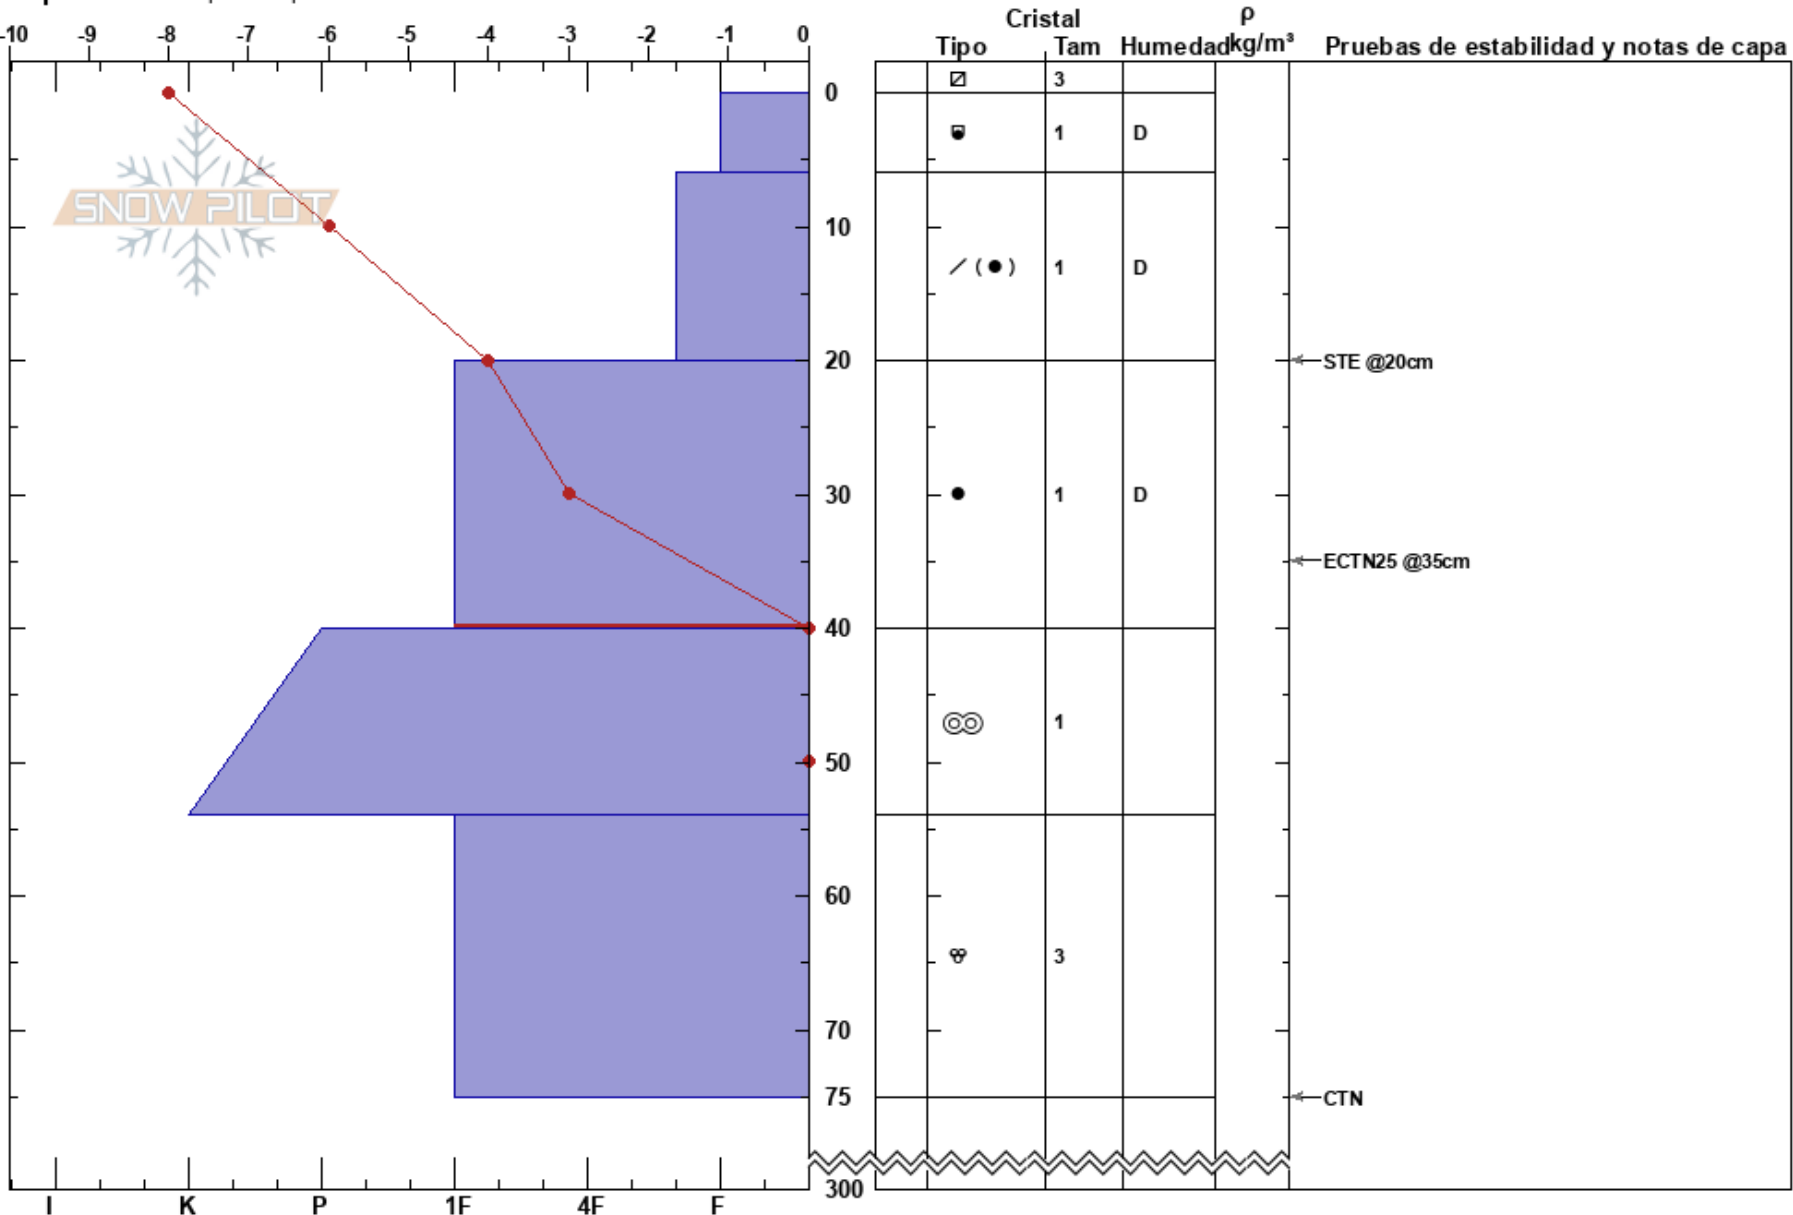 Cristal ρ
-10 -9 -8 -7 -6 -5 -4 -3 -2 -1 0 Tipo Tam Humedad kg/m³ Pruebas de estabilidad y notas de capa
3
0
1 D
SNOW PILOT
10
1 D
20 STE @20cm
30 1 D
ECTN25 @35cm
40
1
50
60
3
70
75 CTN
300
I K P 1F 4F F